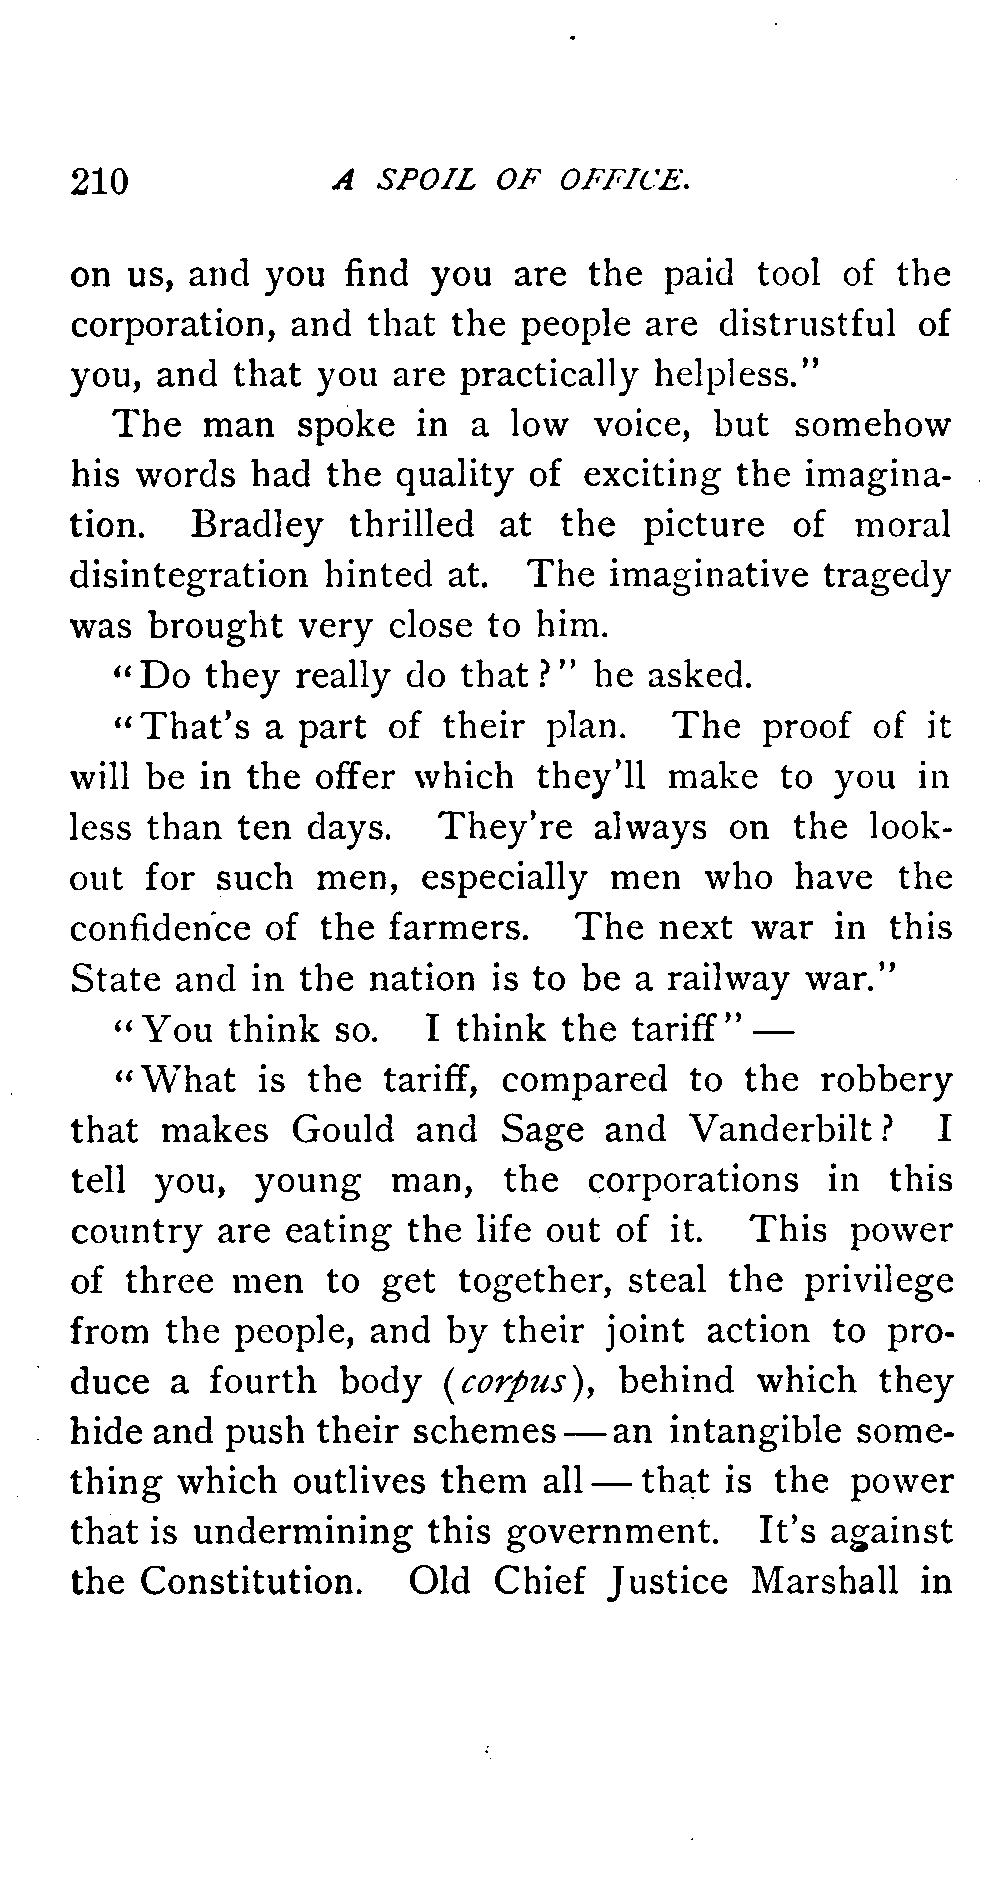 210 A SPOIL OF OFFICE.
on us, and you find you are the paid tool of the
corporation, and that the people are distrustful of
you, and that you are practically helpless."
The man spoke in a low voice, but somehow
his words had the quality of exciting the imagina-
tion. Bradley thrilled at the picture of moral
disintegration hinted at. The imaginative tragedy
was brought very close to him.
"Do they really do that?" he asked.
"That's a part of their plan. The proof of it
will be in the offer which they'll make to you in
less than ten days. They're always on the look-
out for such men, especially men who have the
confidence of the farmers. The next war in this
State and in the nation is to be a railway war."
"You think so. I think the tariff" —
"What is the tariff, compared to the robbery
that makes Gould and Sage and Vanderbilt? I
tell you, young man, the corporations in this
country are eating the life out of it. This power
of three men to get together, steal the privilege
from the people, and by their joint action to pro-
duce a fourth body (corpus), behind which they
hide and push their schemes — an intangible some-
thing which outlives them all — that is the power
that is undermining this government. It's against
the Constitution. Old Chief Justice Marshall in